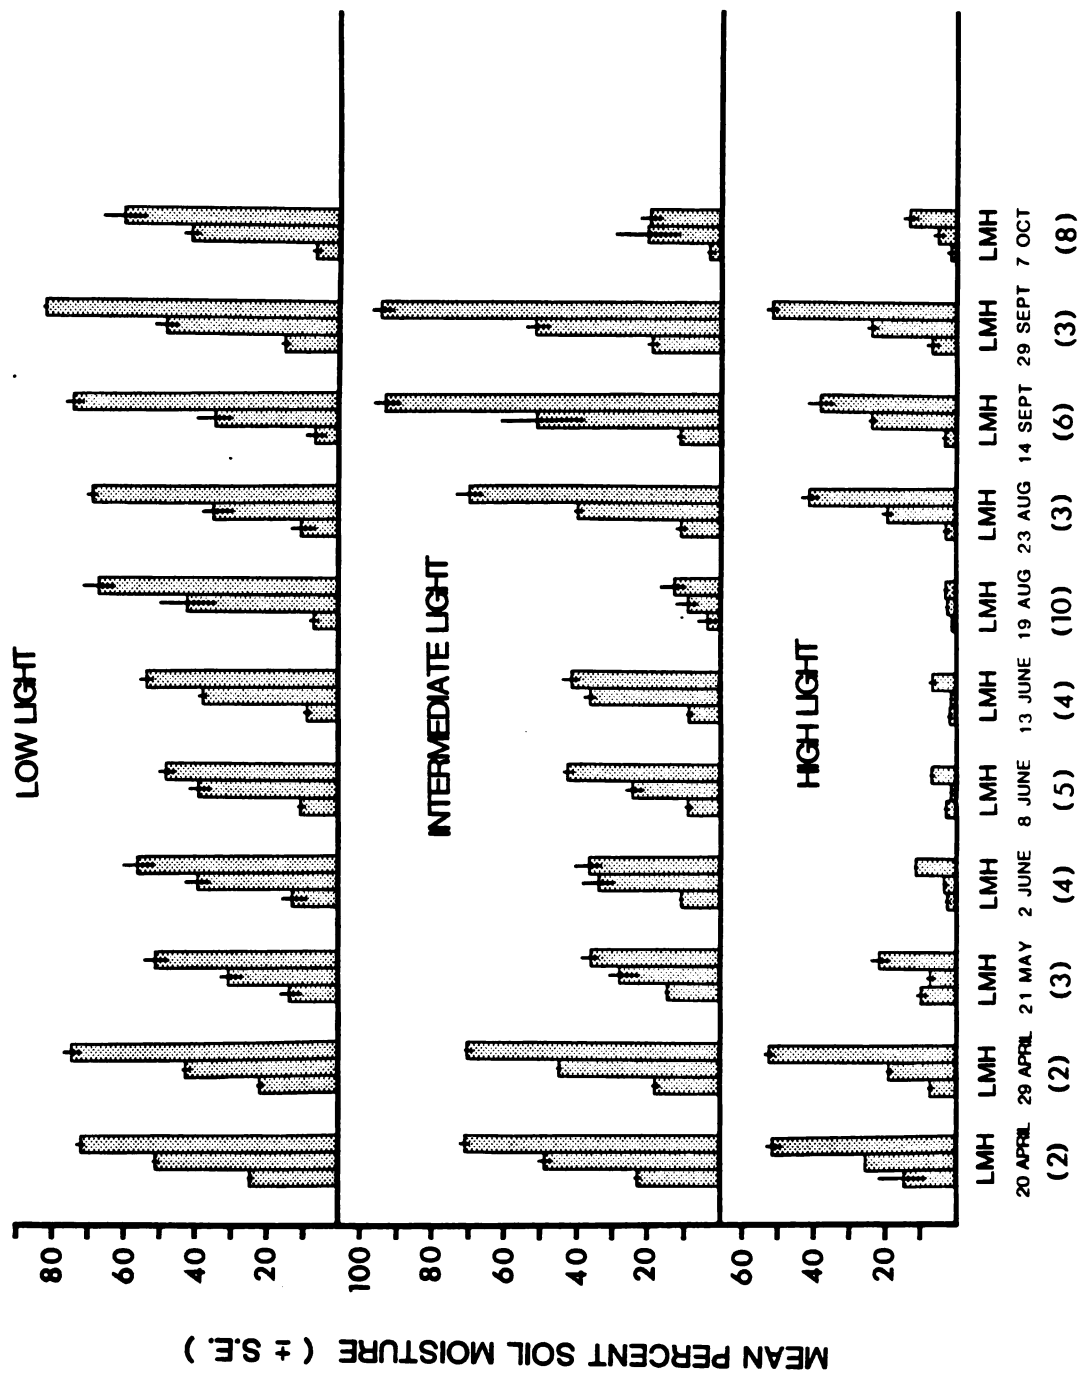 LOW LIGHT
80
60
40
20
INTERMEDIATE LIGHT
100
80
60
40
20
HIGH LIGHT
60
40
20
MEAN PERCENT SOIL MOISTURE ( ± S.E. )
LMH LMH LMH LMH LMH LMH LMH LMH LMH LMH LMH
20 APRIL 29 APRIL 21 MAY 2 JUNE 8 JUNE 13 JUNE 19 AUG 23 AUG 14 SEPT 29 SEPT 7 OCT
(2) (2) (3) (4) (5) (4) (10) (3) (6) (3) (8)